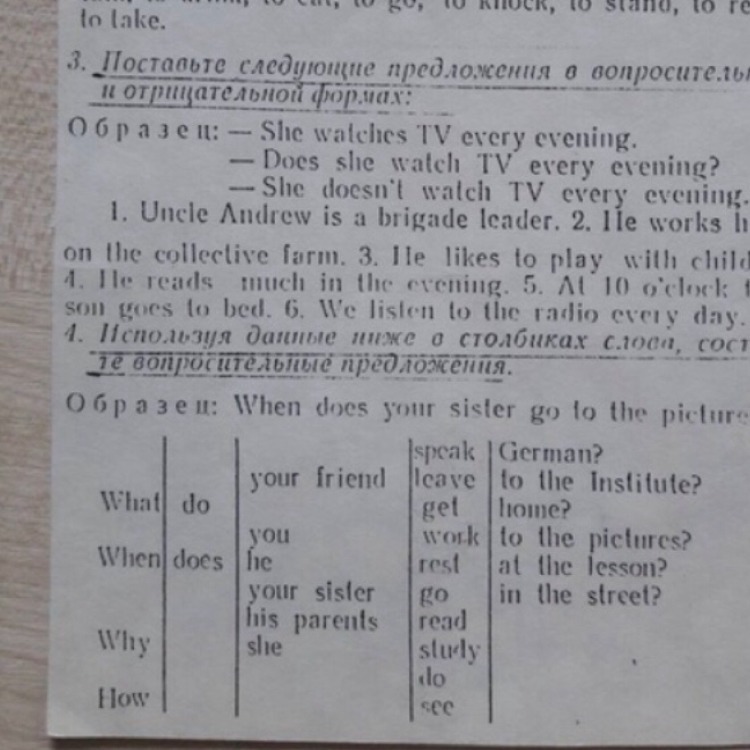 to knock, to stand, to
to take.
3. Поставьте следующие предложения в
и отрицательной формах:
Образец: — She watches TV every evening.
— Does she watch TV every evening?
— She doesn't watch TV every evening.
1. Uncle Andrew is a brigade leader. 2. He works
on the collective farm. 3. He likes to play with
4. He reads much in the evening. 5. At 10 o'clock
son goes to bed. 6. We listen to the radio every day.
4. Используя данные ниже в столбиках слова,
те вопросительные предложения.
Образец: When does your sister go to the
speak German?
your friend leave to the Institute?
What do get home?
you work to the pictures?
When does he rest at the lesson?
your sister go in the street?
his parents read
Why she study
do
How see